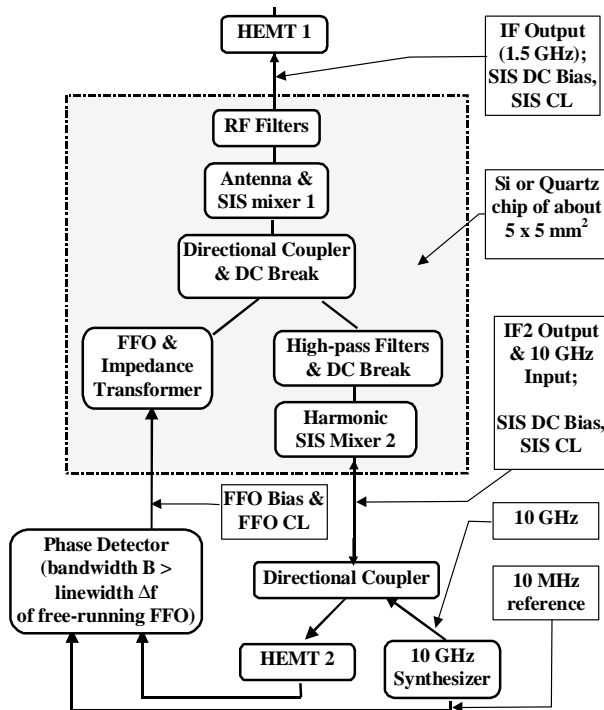 HEMT 1
IF Output
(1.5 GHz);
SIS DC Bias,
SIS CL
RF Filters
Antenna &
SIS mixer 1
Si or Quartz
chip of about
5 x 5 mm²
Directional Coupler
& DC Break
FFO &
Impedance
Transformer
High-pass Filters
& DC Break
IF2 Output
& 10 GHz
Input;
SIS DC Bias,
SIS CL
Harmonic
SIS Mixer 2
FFO Bias &
FFO CL
10 GHz
Phase Detector
(bandwidth B >
linewidth Δf
of free-running FFO)
Directional Coupler
10 MHz
reference
HEMT 2
10 GHz
Synthesizer